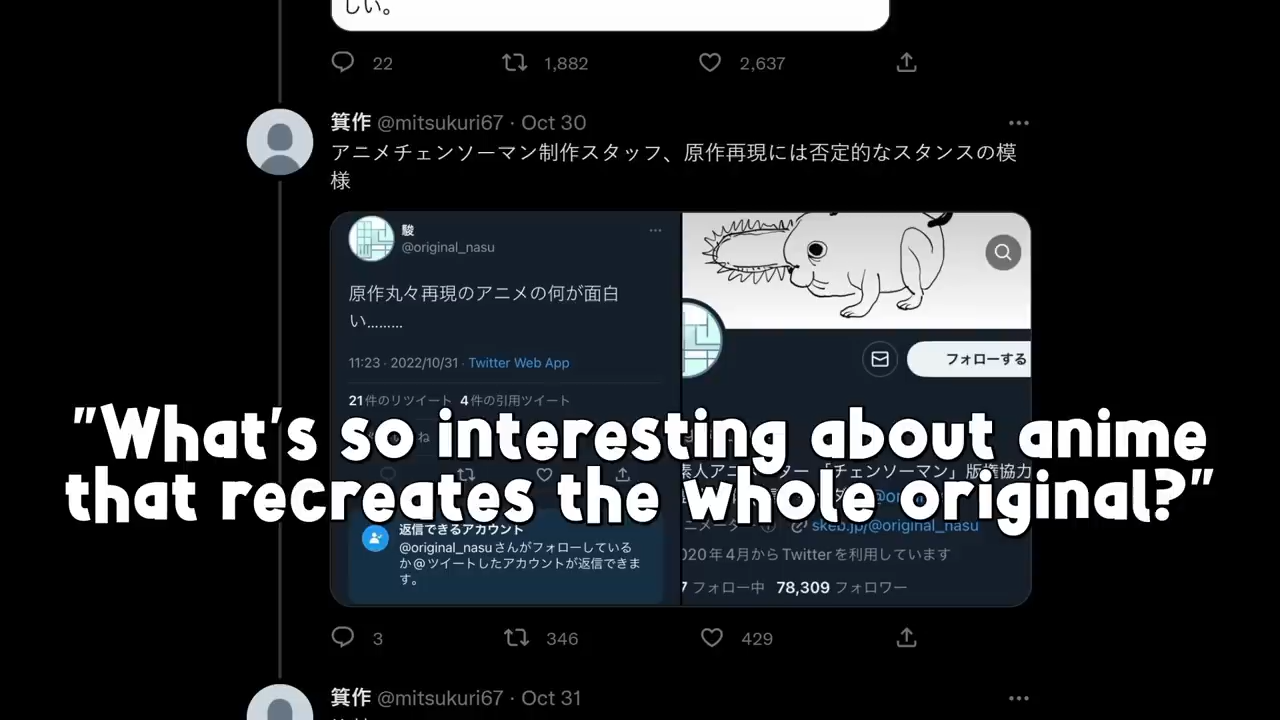 しい。
22 1,882 2,637
箕作 @mitsukuri67 · Oct 30
アニメチェンソーマン制作スタッフ、原作再現には否定的なスタンスの模
様
駿
@original_nasu
原作丸々再現のアニメの何が面白
い………
11:23 · 2022/10/31 · Twitter Web App
21件のリツイート 4件の引用ツイート
フォローする
"What's so interesting about anime
that recreates the whole original?"
「チェンソーマン」版権協力
skeb.jp/@original_nasu
020年4月からTwitterを利用しています
7 フォロー中 78,309 フォロワー
返信できるアカウント
@original_nasuさんがフォローしている
か@ツイートしたアカウントが返信できま
す。
3 346 429
箕作 @mitsukuri67 · Oct 31